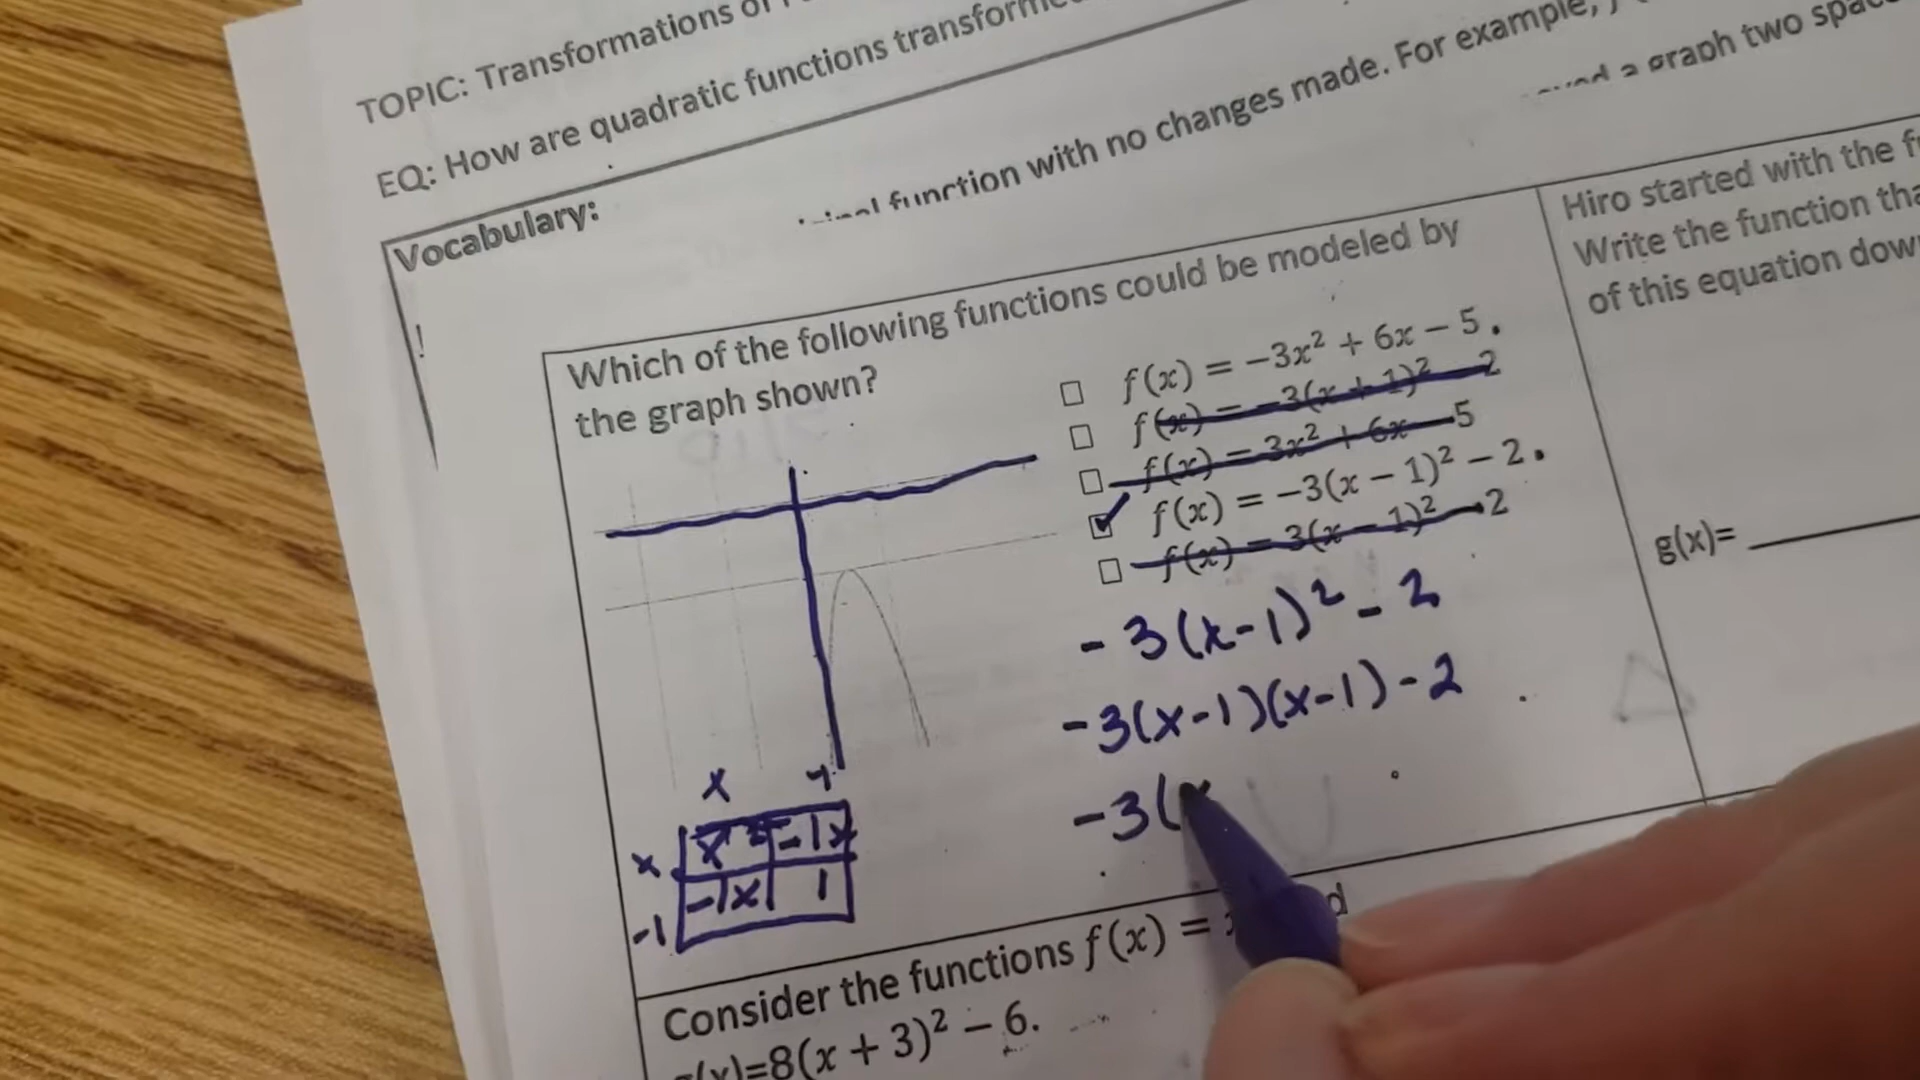 TOPIC: Transformations of
EQ: How are quadratic functions
Vocabulary:
function with no changes made. For example,
a graph two
Which of the following functions could be modeled by
the graph shown?
☐ f(x) = −3x² + 6x − 5.
☐ f(x) = −3(x + 1)² − 2
☐ f(x) = 3x² + 6x − 5
☑ f(x) = −3(x − 1)² − 2.
☐ f(x) = 3(x − 1)² − 2
-3(x-1)² - 2
-3(x-1)(x-1) - 2
-3(x
x
x x² -1x
-1 -1x 1
Hiro started with the
Write the function
of this equation
g(x)= ____
Consider the functions f(x) =
=8(x + 3)² − 6.